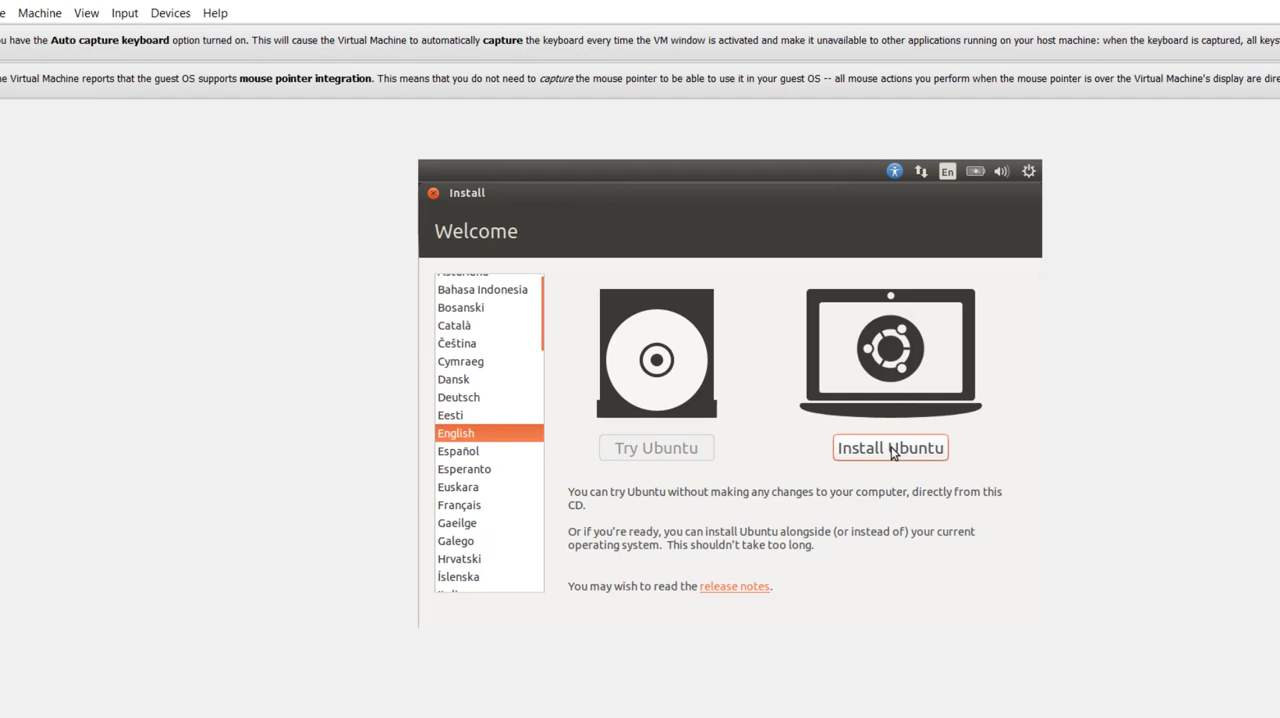 Machine View Input Devices Help
ou have the Auto capture keyboard option turned on. This will cause the Virtual Machine to automatically capture the keyboard every time the VM window is activated and make it unavailable to other applications running on your host machine: when the keyboard is captured, all keys
e Virtual Machine reports that the guest OS supports mouse pointer integration. This means that you do not need to capture the mouse pointer to be able to use it in your guest OS -- all mouse actions you perform when the mouse pointer is over the Virtual Machine's display are dire
En
Install
Welcome
Bahasa Indonesia
Bosanski
Català
Čeština
Cymraeg
Dansk
Deutsch
Eesti
English
Español
Esperanto
Euskara
Français
Gaeilge
Galego
Hrvatski
Íslenska
Try Ubuntu
Install Ubuntu
You can try Ubuntu without making any changes to your computer, directly from this
CD.
Or if you're ready, you can install Ubuntu alongside (or instead of) your current
operating system. This shouldn't take too long.
You may wish to read the release notes.